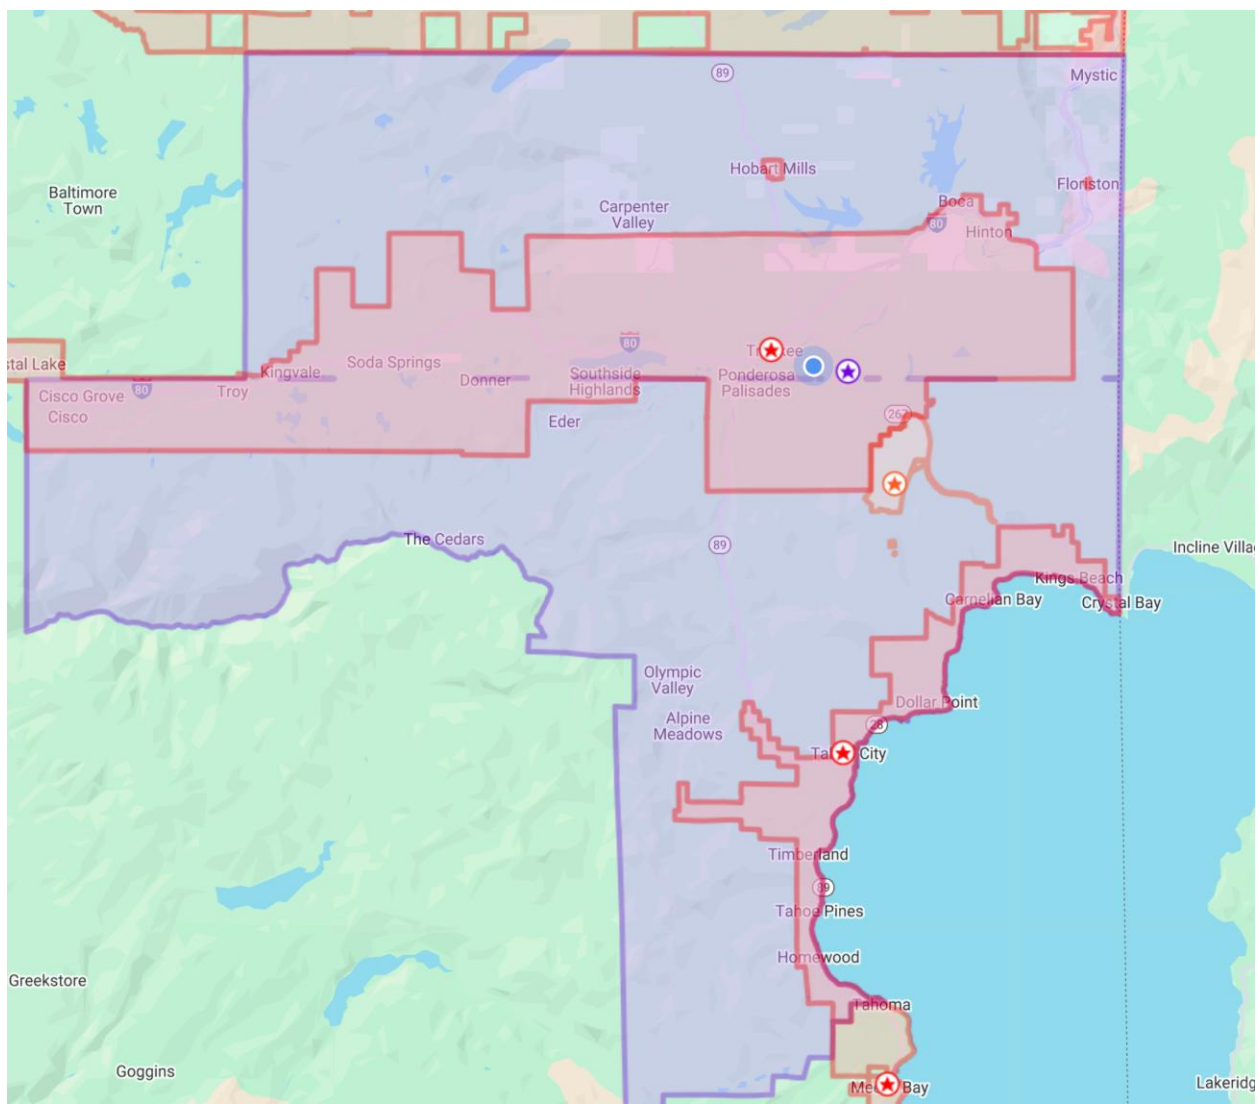 89
Mystic
Hobart Mills
Floriston
Baltimore
Town
Boca
Carpenter
Valley
80
Hinton
stal Lake
Kingvale
Soda Springs
80
Donner
Southside
Highlands
Ponderosa
Palisades
Cisco Grove
80
Troy
Cisco
Eder
267
The Cedars
89
Incline Villa
Kings Beach
Carnelian Bay
Crystal Bay
Olympic
Valley
Dollar Point
Alpine
Meadows
28
City
Timberland
89
Tahoe Pines
Homewood
Greekstore
Tahoma
Goggins
Bay
Lakeridg